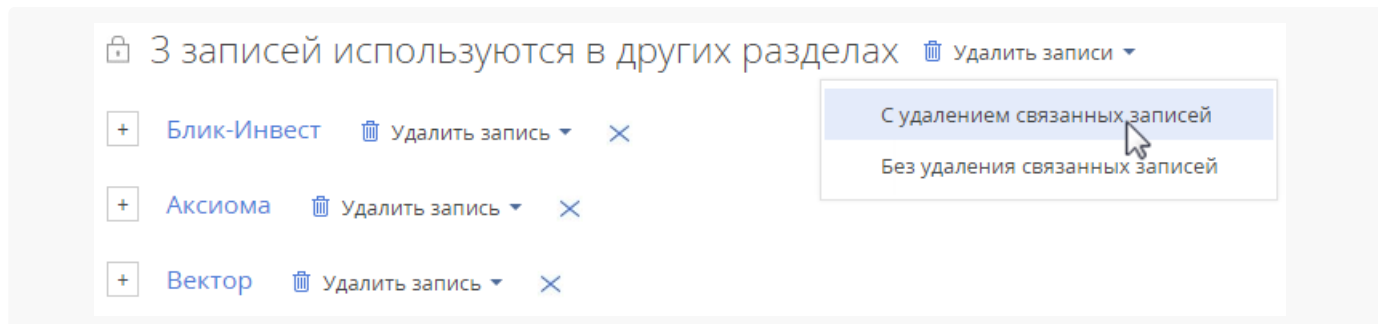 3 записей используются в других разделах Удалить записи
С удалением связанных записей
Блик-Инвест Удалить запись
Без удаления связанных записей
Аксиома Удалить запись
Вектор Удалить запись